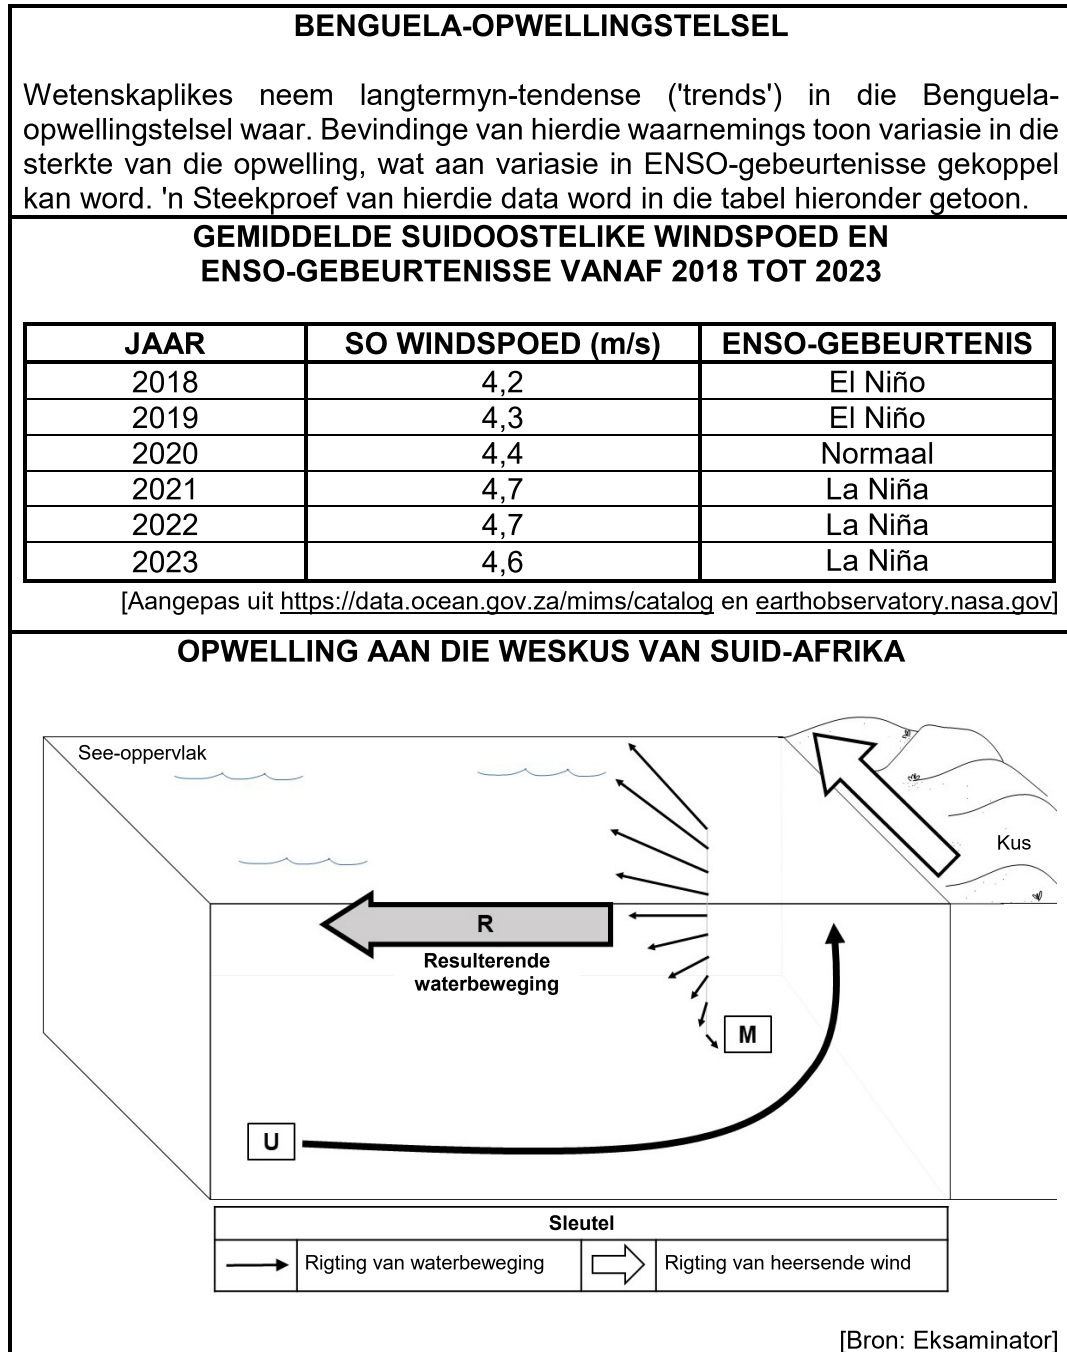 BENGUELA-OPWELLINGSTELSEL
Wetenskaplikes neem langtermyn-tendense ('trends') in die Benguela-
opwellingstelsel waar. Bevindinge van hierdie waarnemings toon variasie in die
sterkte van die opwelling, wat aan variasie in ENSO-gebeurtenisse gekoppel
kan word. 'n Steekproef van hierdie data word in die tabel hieronder getoon.
GEMIDDELDE SUIDOOSTELIKE WINDSPOED EN
ENSO-GEBEURTENISSE VANAF 2018 TOT 2023
JAAR SO WINDSPOED (m/s) ENSO-GEBEURTENIS
2018 4,2 El Niño
2019 4,3 El Niño
2020 4,4 Normaal
2021 4,7 La Niña
2022 4,7 La Niña
2023 4,6 La Niña
[Aangepas uit https://data.ocean.gov.za/mims/catalog en earthobservatory.nasa.gov]
OPWELLING AAN DIE WESKUS VAN SUID-AFRIKA
See-oppervlak
Kus
R
Resulterende
waterbeweging
M
U
Sleutel
Rigting van waterbeweging Rigting van heersende wind
[Bron: Eksaminator]